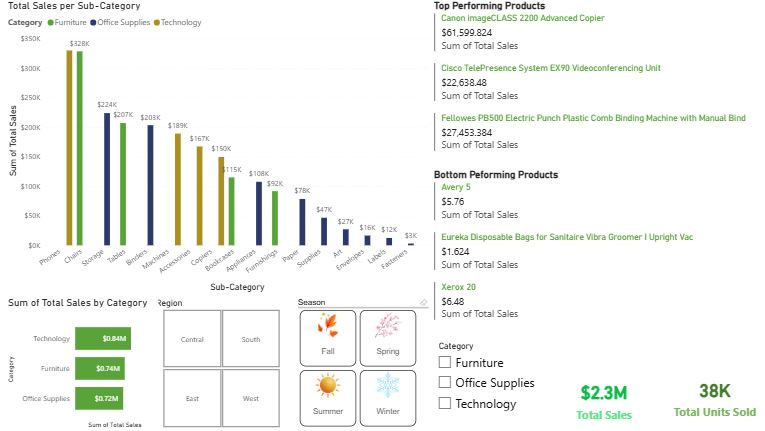 Total Sales per Sub-Category
Category Furniture Office Supplies Technology
Sum of Total Sales
$350K
$300K
$250K
$200K
$150K
$100K
$50K
$0K
$328K
$224K
$207K
$203K
$189K
$167K
$150K
$115K
$108K
$92K
$78K
$47K
$27K
$16K
$12K
$3K
Phones
Chairs
Storage
Tables
Binders
Machines
Accessories
Copiers
Bookcases
Appliances
Furnishings
Paper
Supplies
Art
Envelopes
Labels
Fasteners
Sub-Category
Top Performing Products
Canon imageCLASS 2200 Advanced Copier
$61,599.824
Sum of Total Sales
Cisco TelePresence System EX90 Videoconferencing Unit
$22,638.48
Sum of Total Sales
Fellowes PB500 Electric Punch Plastic Comb Binding Machine with Manual Bind
$27,453.384
Sum of Total Sales
Bottom Peforming Products
Avery 5
$5.76
Sum of Total Sales
Eureka Disposable Bags for Sanitaire Vibra Groomer I Upright Vac
$1.624
Sum of Total Sales
Xerox 20
$6.48
Sum of Total Sales
Sum of Total Sales by Category
Category
Technology $0.84M
Furniture $0.74M
Office Supplies $0.72M
Sum of Total Sales
Region
Central South
East West
Season
Fall Spring
Summer Winter
Category
Furniture
Office Supplies
Technology
$2.3M
Total Sales
38K
Total Units Sold